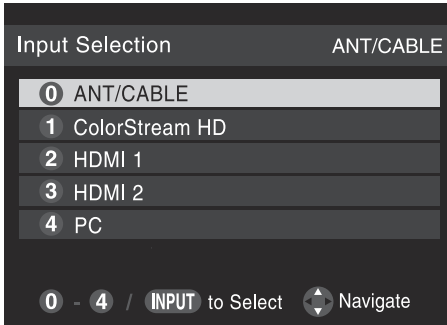 Input Selection ANT/CABLE
0 ANT/CABLE
1 ColorStream HD
2 HDMI 1
3 HDMI 2
4 PC
0 - 4 / INPUT to Select Navigate